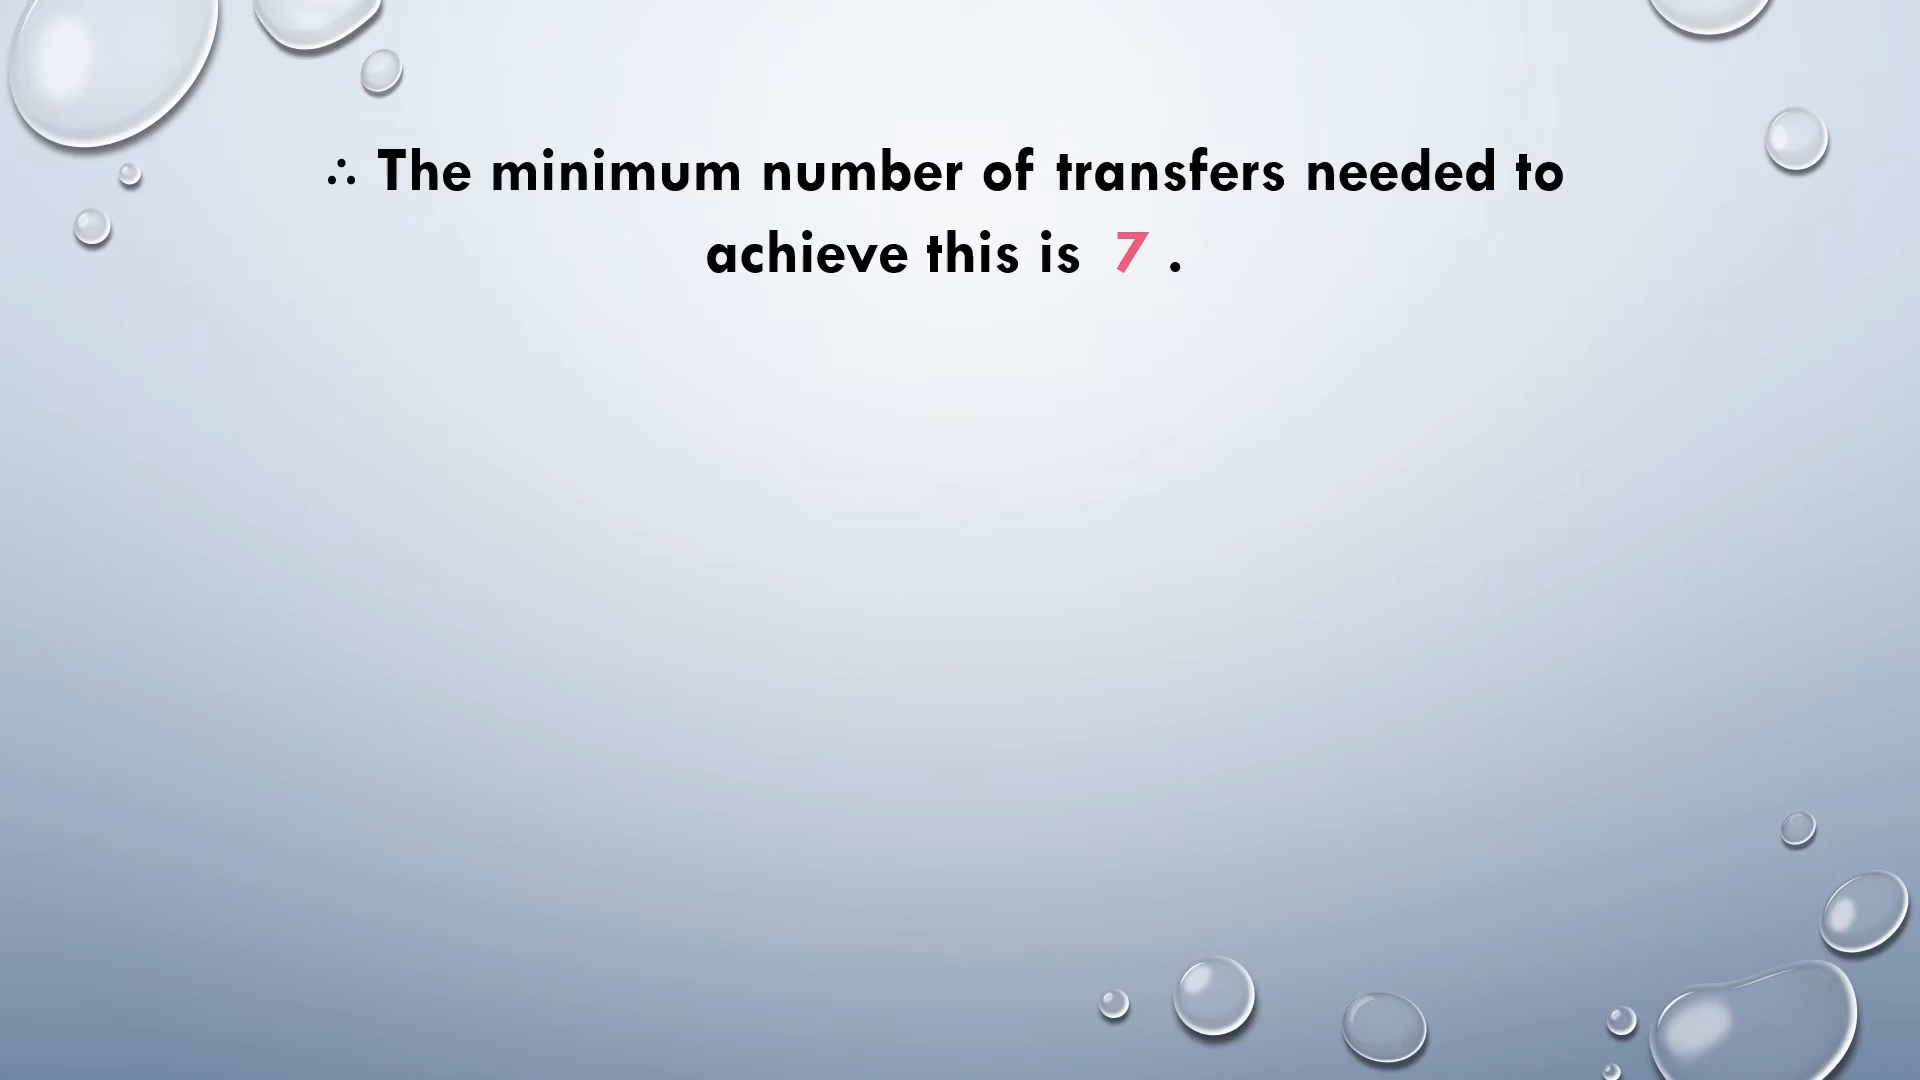 ∴ The minimum number of transfers needed to
achieve this is 7 .